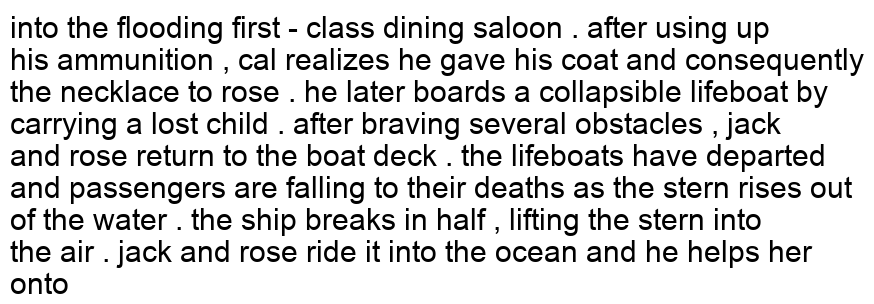 into the flooding first - class dining saloon . after using up
his ammunition , cal realizes he gave his coat and consequently
the necklace to rose . he later boards a collapsible lifeboat by
carrying a lost child . after braving several obstacles , jack
and rose return to the boat deck . the lifeboats have departed
and passengers are falling to their deaths as the stern rises out
of the water . the ship breaks in half , lifting the stern into
the air . jack and rose ride it into the ocean and he helps her
onto